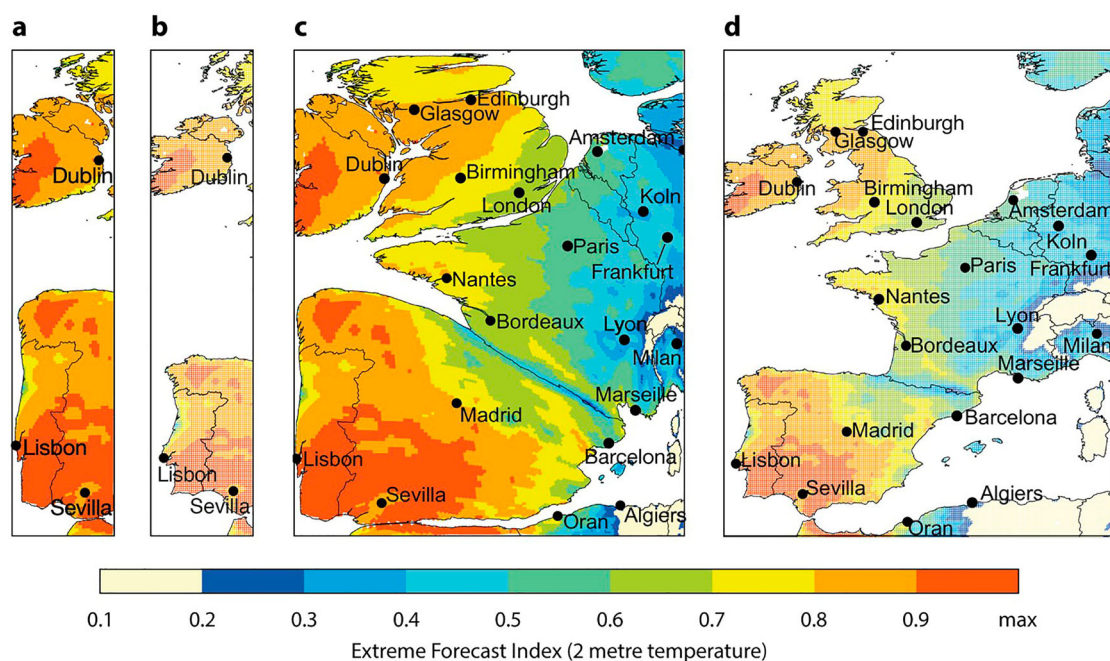 a
b
c
d
Dublin
Lisbon
Sevilla
Dublin
Lisbon
Sevilla
Edinburgh
Glasgow
Amsterdam
Dublin
Birmingham
London
Koln
Paris
Frankfurt
Nantes
Bordeaux
Lyon
Milan
Marseille
Madrid
Barcelona
Lisbon
Sevilla
Oran
Algiers
Edinburgh
Glasgow
Dublin
Birmingham
London
Amsterdam
Koln
Paris
Frankfurt
Nantes
Lyon
Milan
Bordeaux
Marseille
Barcelona
Madrid
Lisbon
Sevilla
Algiers
Oran
0.1 0.2 0.3 0.4 0.5 0.6 0.7 0.8 0.9 max
Extreme Forecast Index (2 metre temperature)